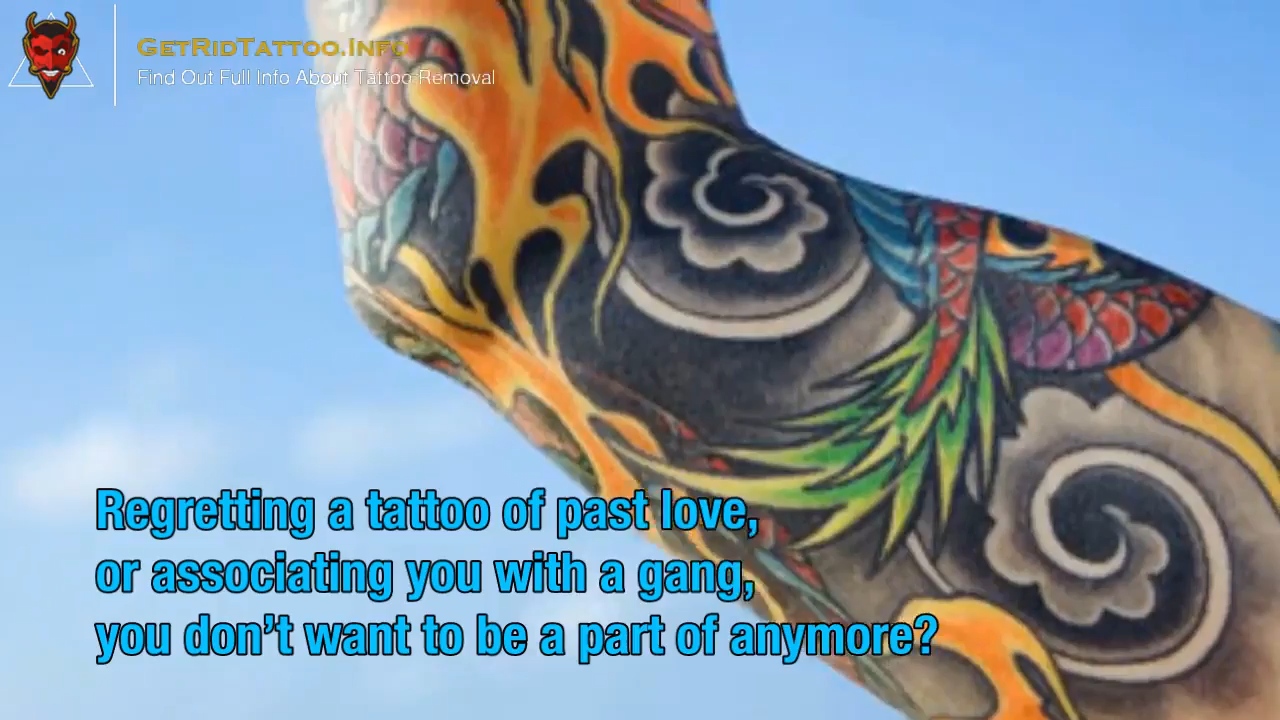 GetRidTattoo.Info
Find Out Full Info About Tattoo Removal
Regretting a tattoo of past love,
or associating you with a gang,
you don't want to be a part of anymore?